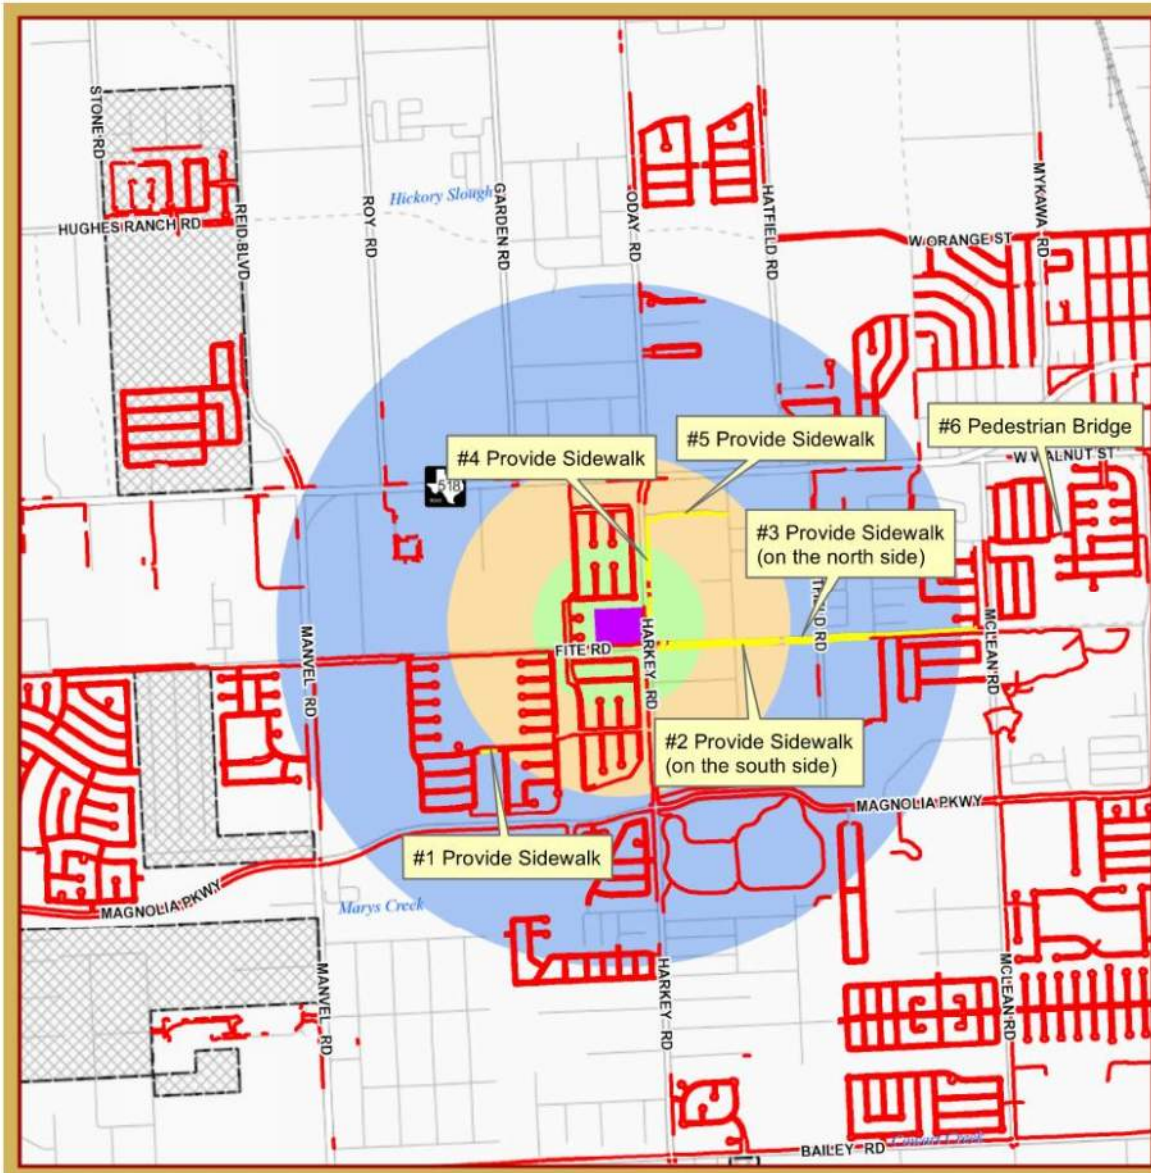 STONE RD
Hickory Slough
HUGHES RANCH RD
REID BLVD
ROY RD
GARDEN RD
ODAY RD
HATFIELD RD
MYKAWA RD
W ORANGE ST
#5 Provide Sidewalk
#6 Pedestrian Bridge
#4 Provide Sidewalk
W WALNUT ST
518
#3 Provide Sidewalk
(on the north side)
MANVEL RD
FITE RD
HARKEY RD
MCLEAN RD
#2 Provide Sidewalk
(on the south side)
MAGNOLIA PKWY
#1 Provide Sidewalk
MAGNOLIA PKWY
Marys Creek
MANVEL RD
HARKEY RD
MCLEAN RD
BAILEY RD